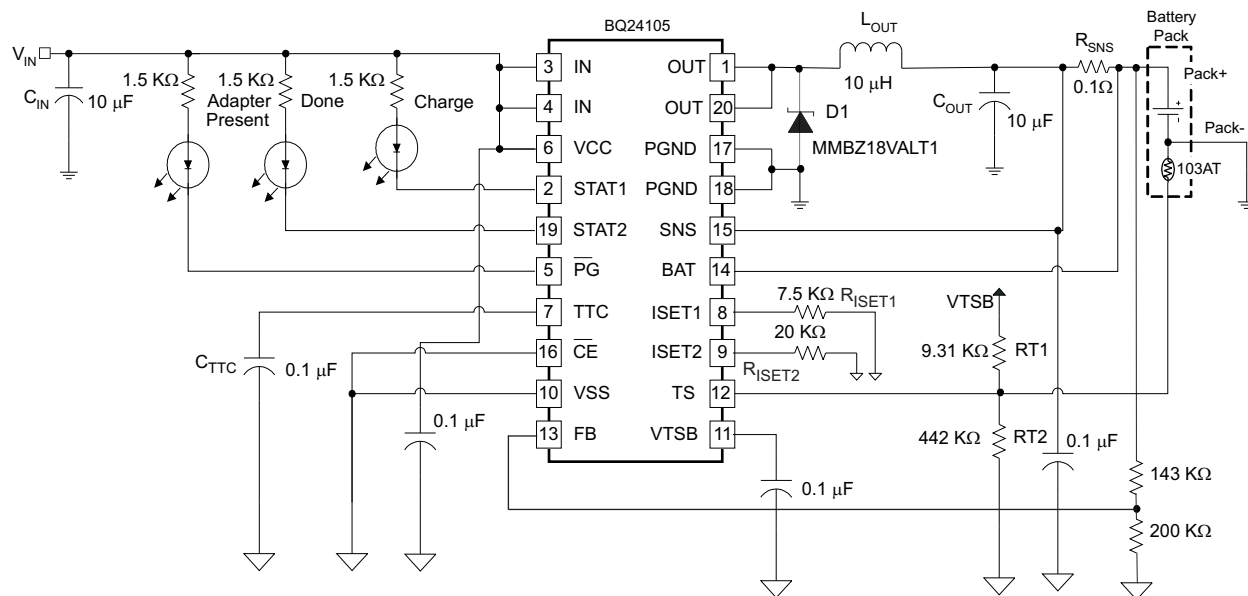 BQ24105
V_IN
C_IN
10 μF
1.5 KΩ
Adapter
Present
1.5 KΩ
Done
1.5 KΩ
Charge
3 IN
4 IN
6 VCC
2 STAT1
19 STAT2
5 P̅G̅
7 TTC
16 C̅E̅
10 VSS
13 FB
OUT 1
OUT 20
PGND 17
PGND 18
SNS 15
BAT 14
ISET1 8
ISET2 9
TS 12
VTSB 11
L_OUT
10 μH
D1
MMBZ18VALT1
C_OUT
10 μF
R_SNS
0.1Ω
Battery
Pack
Pack+
+
-
Pack-
103AT
7.5 KΩ
R_ISET1
20 KΩ
R_ISET2
VTSB
9.31 KΩ RT1
442 KΩ RT2
0.1 μF
143 KΩ
200 KΩ
C_TTC
0.1 μF
0.1 μF
0.1 μF